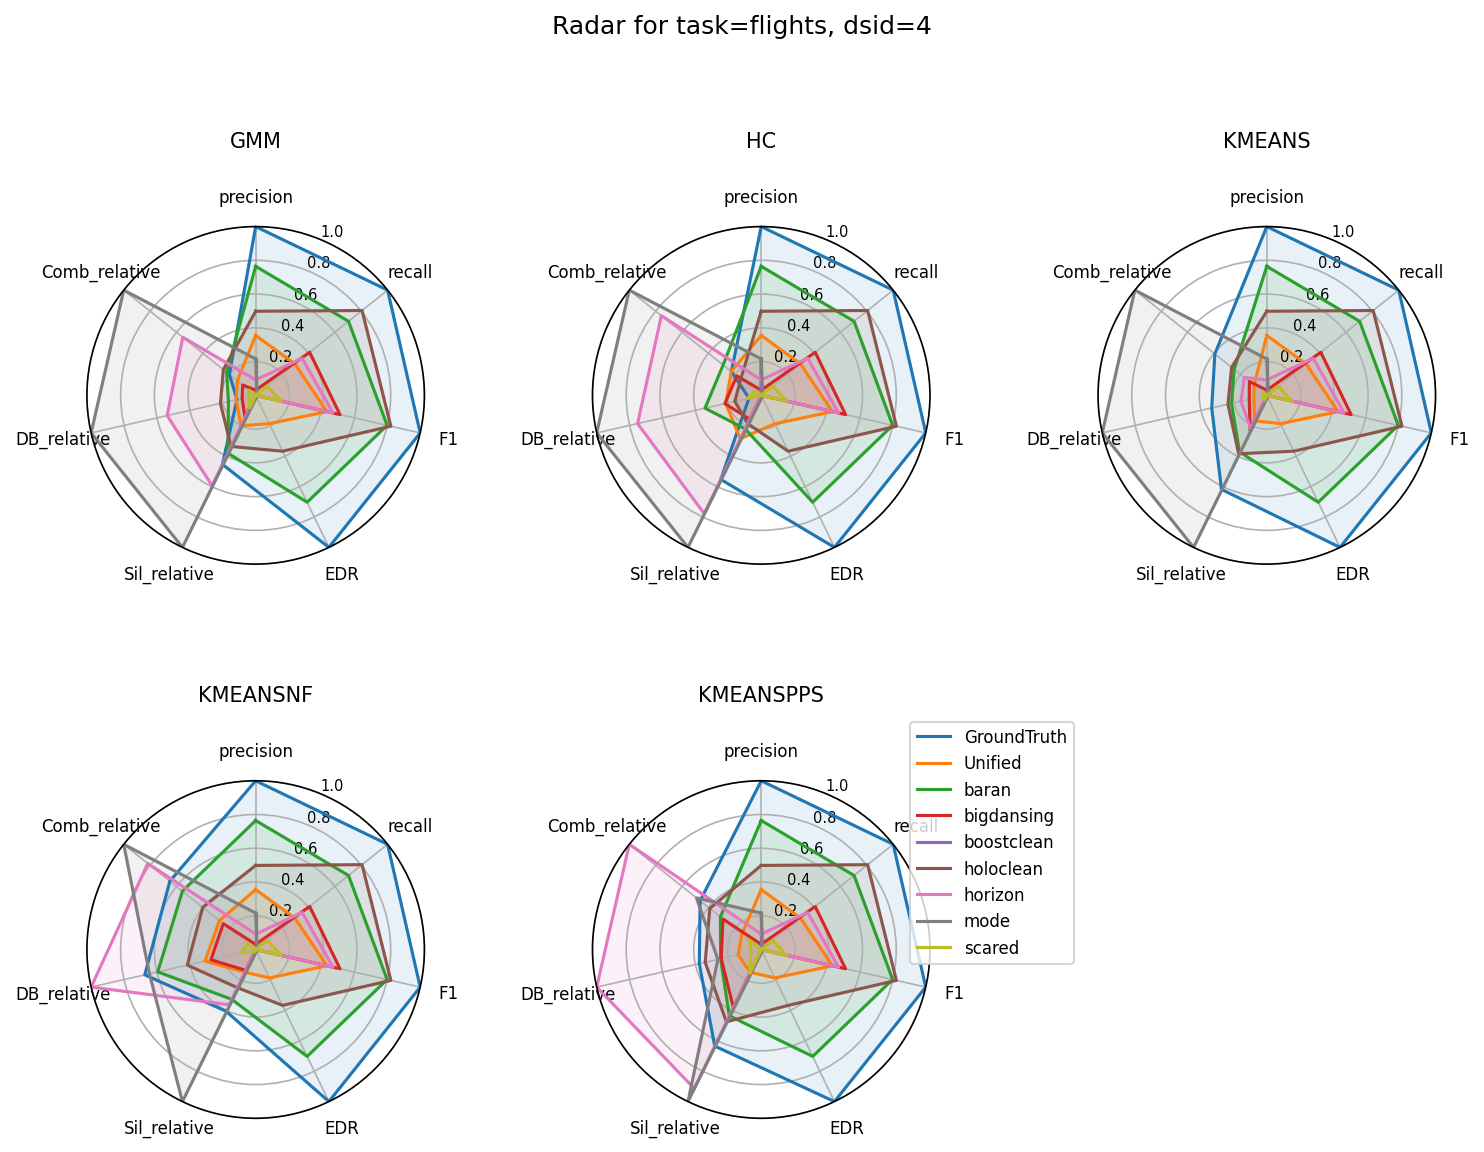 Radar for task=flights, dsid=4
GMM
precision
recall
F1
EDR
Sil_relative
DB_relative
Comb_relative
0.2
0.4
0.6
0.8
1.0
HC
precision
recall
F1
EDR
Sil_relative
DB_relative
Comb_relative
0.2
0.4
0.6
0.8
1.0
KMEANS
precision
recall
F1
EDR
Sil_relative
DB_relative
Comb_relative
0.2
0.4
0.6
0.8
1.0
KMEANSNF
precision
recall
F1
EDR
Sil_relative
DB_relative
Comb_relative
0.2
0.4
0.6
0.8
1.0
KMEANSPPS
precision
recall
F1
EDR
Sil_relative
DB_relative
Comb_relative
0.2
0.4
0.6
0.8
1.0
GroundTruth
Unified
baran
bigdansing
boostclean
holoclean
horizon
mode
scared